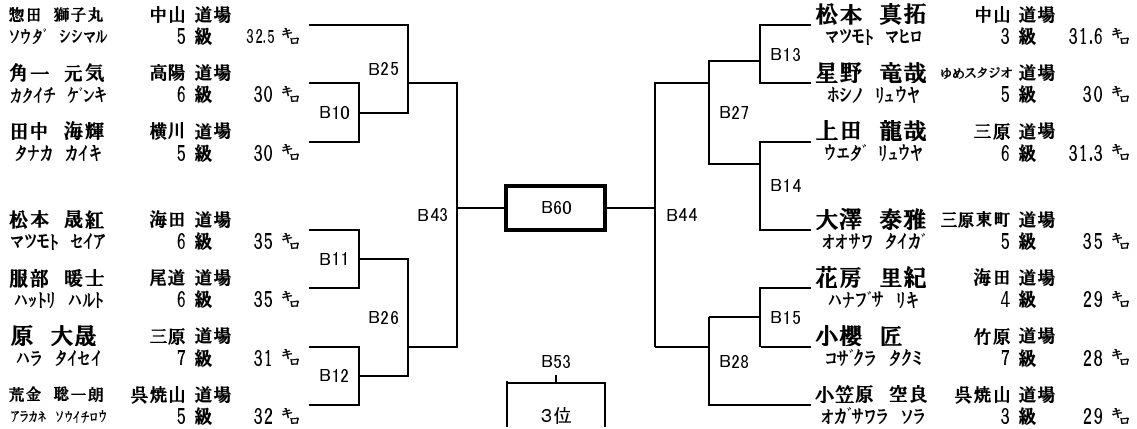 惣田 獅子丸 中山 道場
ソウダ シシマル 5 級 32.5 キロ
角一 元気 高陽 道場
カクイチ ゲンキ 6 級 30 キロ
田中 海輝 横川 道場
タナカ カイキ 5 級 30 キロ
松本 晟紅 海田 道場
マツモト セイア 6 級 35 キロ
服部 暖士 尾道 道場
ハットリ ハルト 6 級 35 キロ
原 大晟 三原 道場
ハラ タイセイ 7 級 31 キロ
荒金 聡一朗 呉焼山 道場
アラカネ ソウイチロウ 5 級 32 キロ
B25
B10
B43
B11
B26
B12
B60
B53
3位
B44
B13
B27
B14
B15
B28
松本 真拓 中山 道場
マツモト マヒロ 3 級 31.6 キロ
星野 竜哉 ゆめスタジオ 道場
ホシノ リュウヤ 5 級 30 キロ
上田 龍哉 三原 道場
ウエダ リュウヤ 6 級 31.3 キロ
大澤 泰雅 三原東町 道場
オオサワ タイガ 5 級 35 キロ
花房 里紀 海田 道場
ハナブサ リキ 4 級 29 キロ
小櫻 匠 竹原 道場
コザクラ タクミ 7 級 28 キロ
小笠原 空良 呉焼山 道場
オガサワラ ソラ 3 級 29 キロ